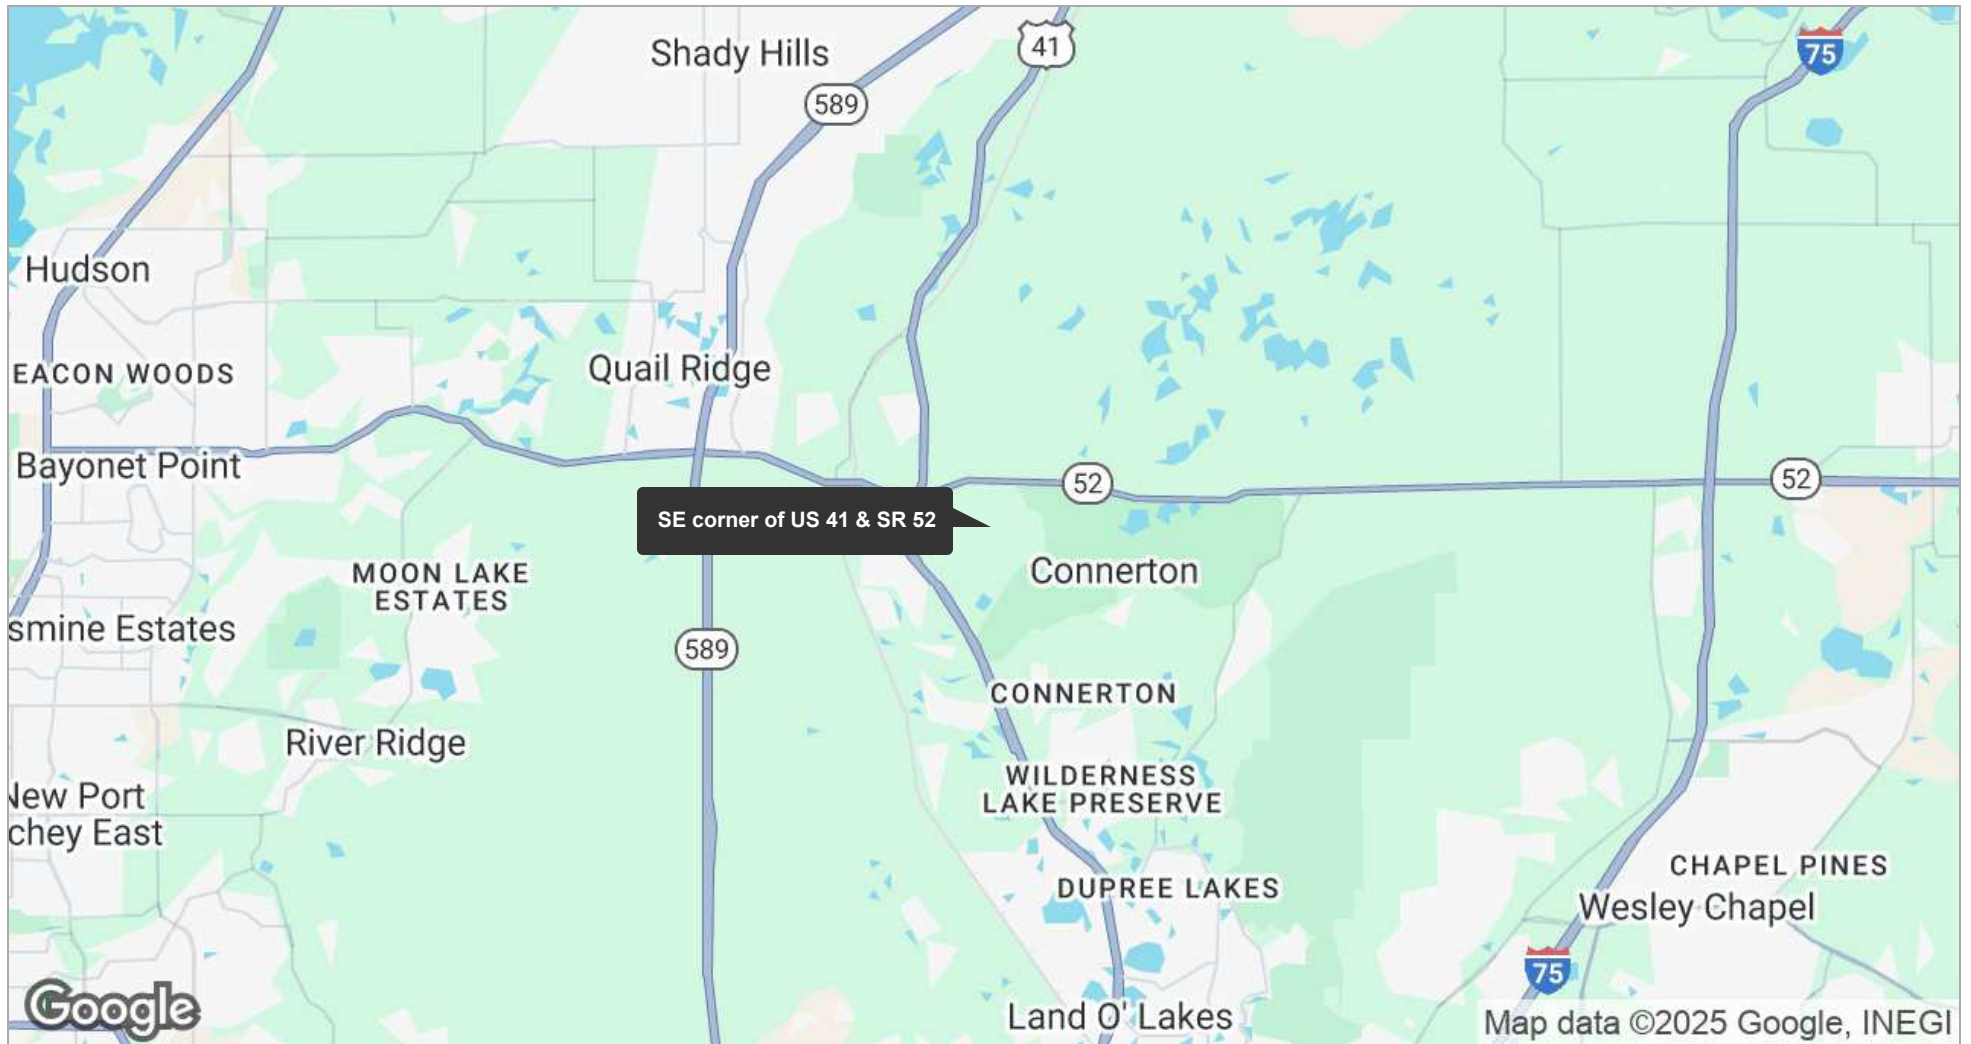 Shady Hills
41
75
589
Hudson
Quail Ridge
EACON WOODS
Bayonet Point
52
52
SE corner of US 41 & SR 52
MOON LAKE
ESTATES
Connerton
smine Estates
589
CONNERTON
River Ridge
WILDERNESS
LAKE PRESERVE
New Port
chey East
CHAPEL PINES
DUPREE LAKES
Wesley Chapel
75
Google
Land O' Lakes
Map data ©2025 Google, INEGI